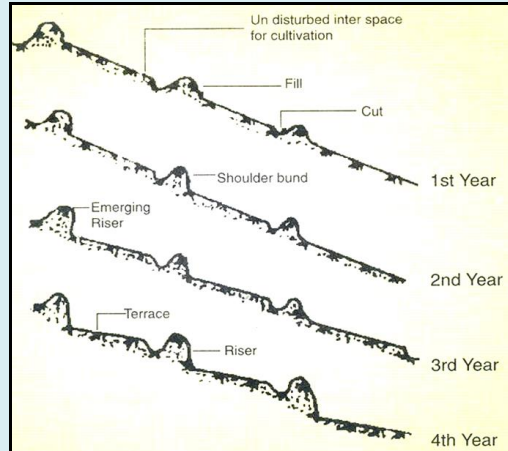 Un disturbed inter space
for cultivation
Fill
Cut
1st Year
Shoulder bund
2nd Year
Emerging
Riser
3rd Year
Terrace
Riser
4th Year